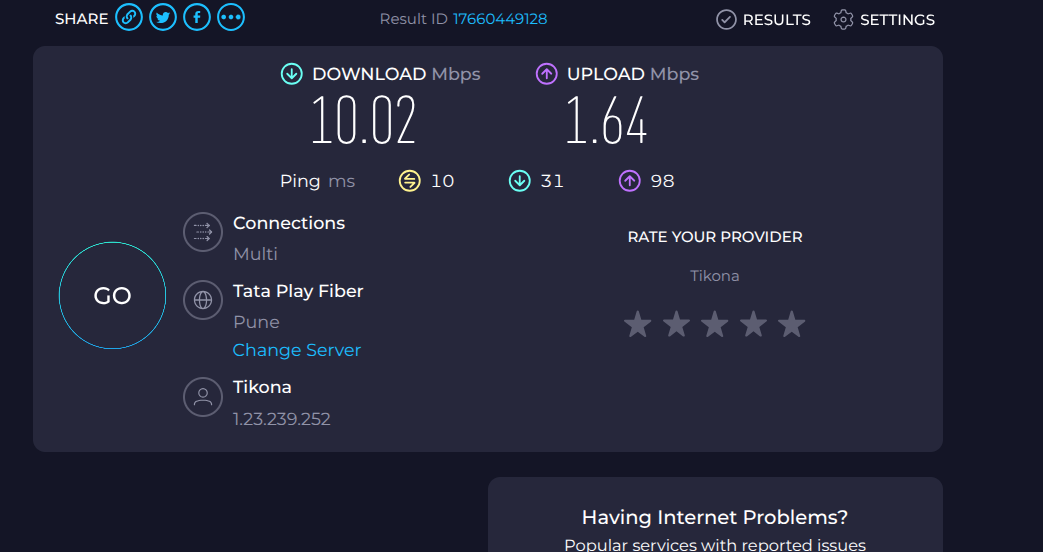 SHARE Result ID 17660449128 RESULTS SETTINGS
DOWNLOAD Mbps UPLOAD Mbps
10.02 1.64
Ping ms 10 31 98
Connections
Multi
RATE YOUR PROVIDER
Tikona
GO
Tata Play Fiber
Pune
Change Server
Tikona
1.23.239.252
Having Internet Problems?
Popular services with reported issues